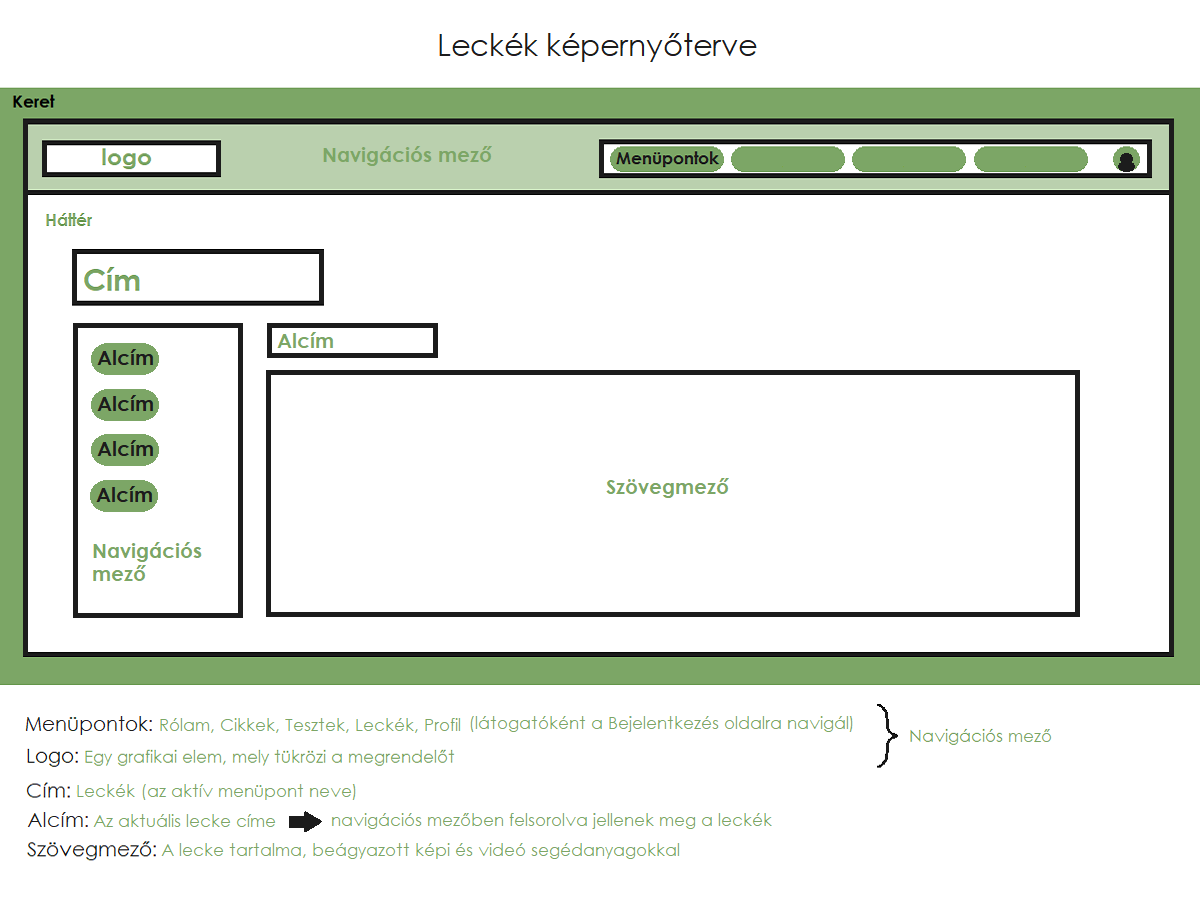 Leckék képernyőterve
Keret
logo
Navigációs mező
Menüpontok
Háttér
Cím
Alcím
Alcím
Alcím
Alcím
Navigációs
mező
Alcím
Szövegmező
Menüpontok: Rólam, Cikkek, Tesztek, Leckék, Profil (látogatóként a Bejelentkezés oldalra navigál)
Logo: Egy grafikai elem, mely tükrözi a megrendelőt
Navigációs mező
Cím: Leckék (az aktív menüpont neve)
Alcím: Az aktuális lecke címe navigációs mezőben felsorolva jellenek meg a leckék
Szövegmező: A lecke tartalma, beágyazott képi és videó segédanyagokkal